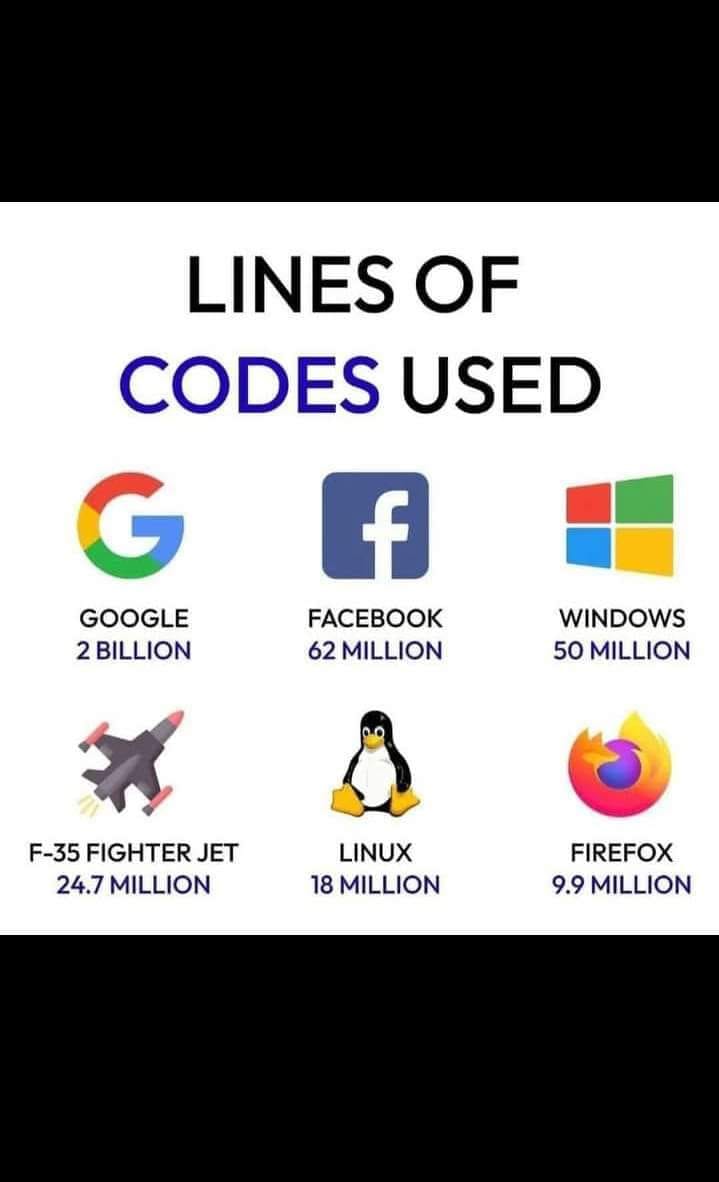 LINES OF
CODES USED
GOOGLE
2 BILLION
FACEBOOK
62 MILLION
WINDOWS
50 MILLION
F-35 FIGHTER JET
24.7 MILLION
LINUX
18 MILLION
FIREFOX
9.9 MILLION